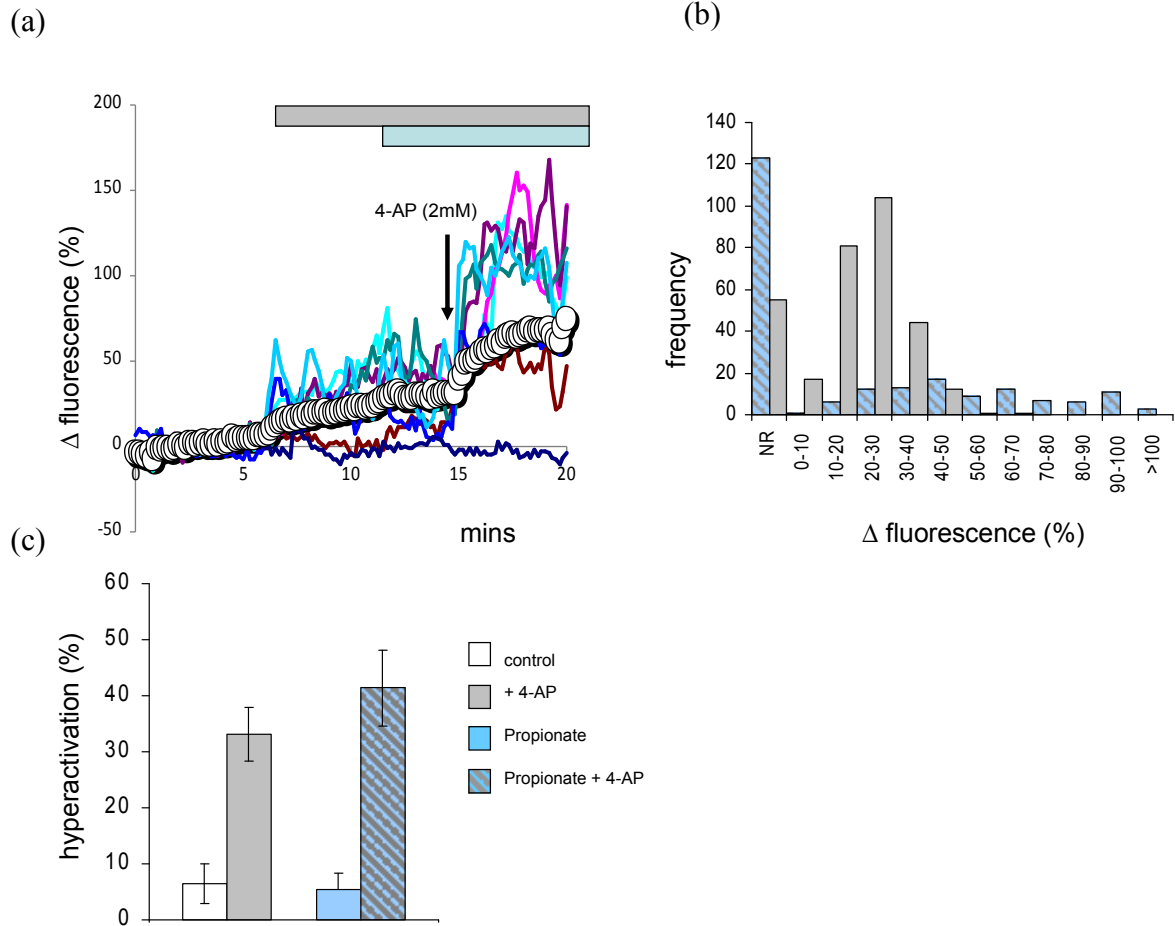 (a)
200
150
100
50
0
-50
Δ fluorescence (%)
4-AP (2mM)
0
5
10
15
20
mins
(b)
140
120
100
80
60
40
20
0
frequency
NR
0-10
10-20
20-30
30-40
40-50
50-60
60-70
70-80
80-90
90-100
>100
Δ fluorescence (%)
(c)
60
50
40
30
20
10
0
hyperactivation (%)
control
+ 4-AP
Propionate
Propionate + 4-AP